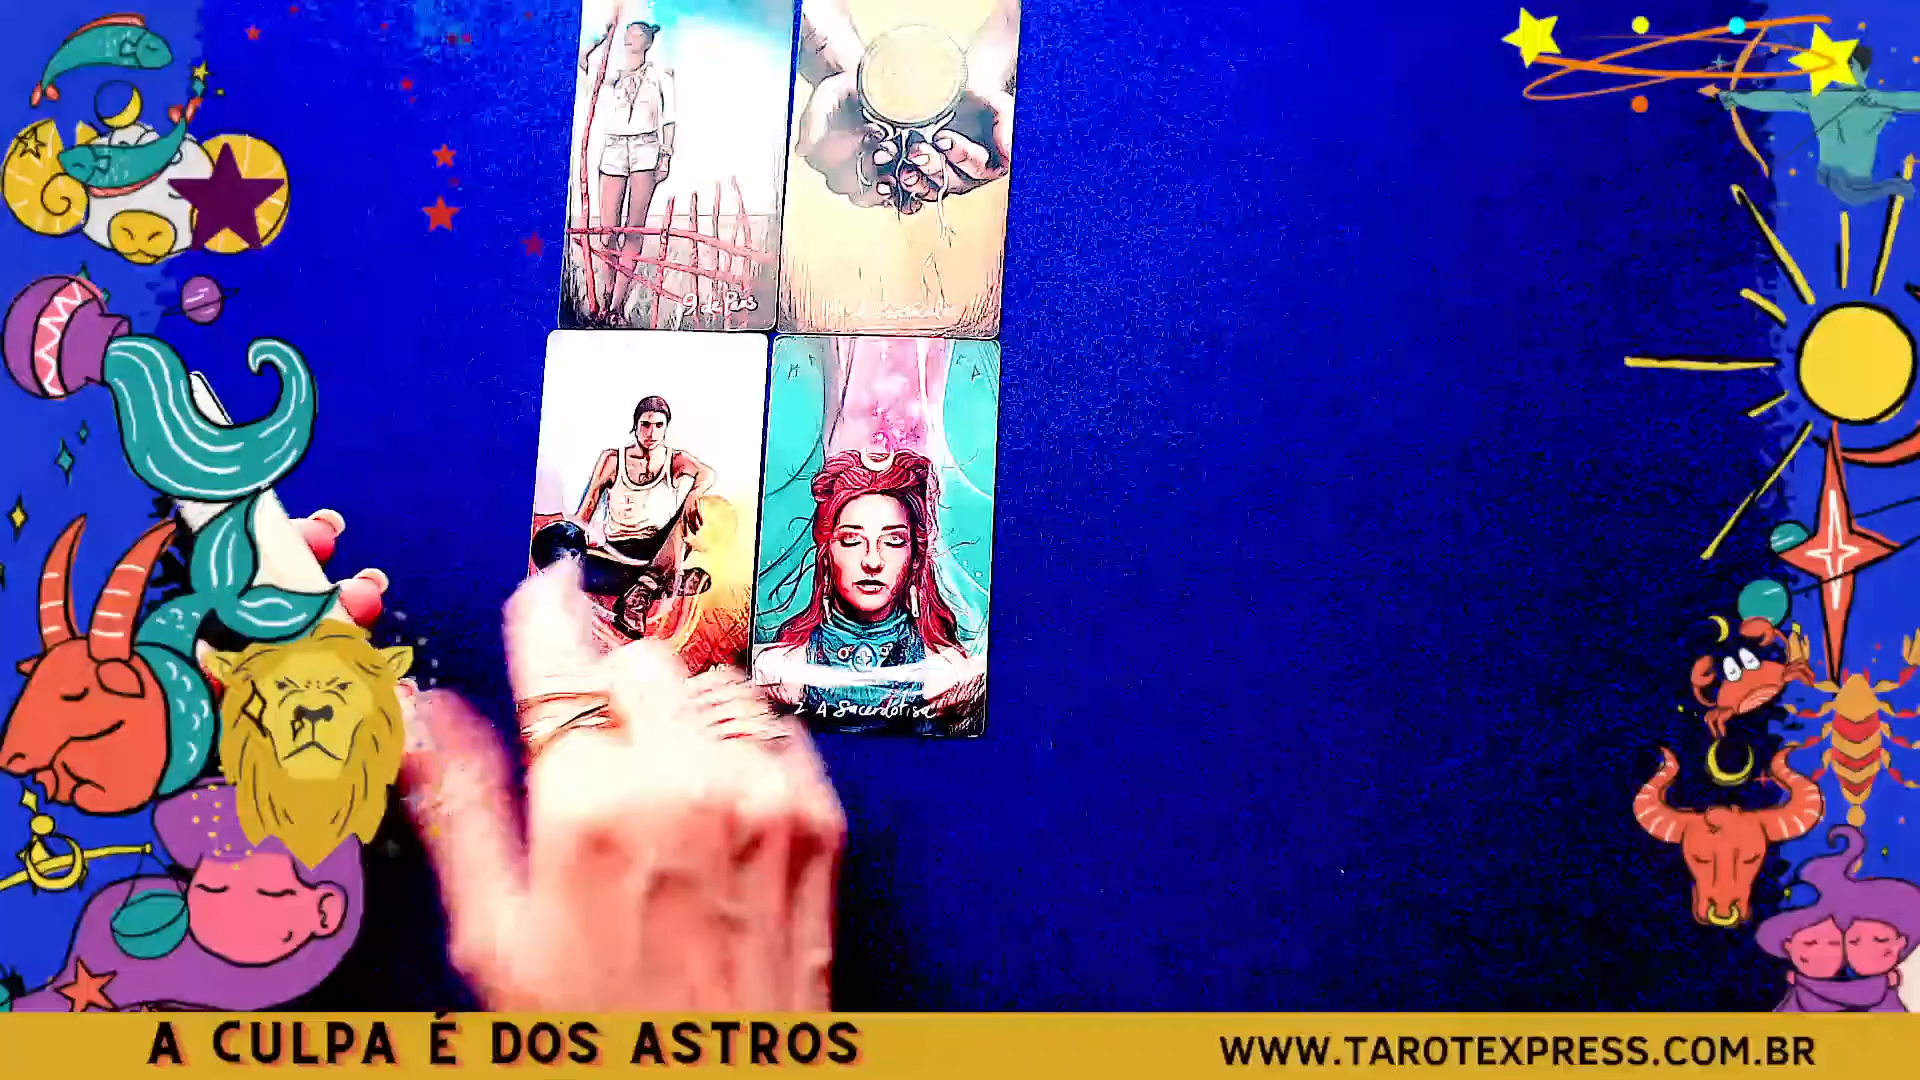 9 de Paus
2 A Sacerdotisa
A CULPA É DOS ASTROS
WWW.TAROTEXPRESS.COM.BR